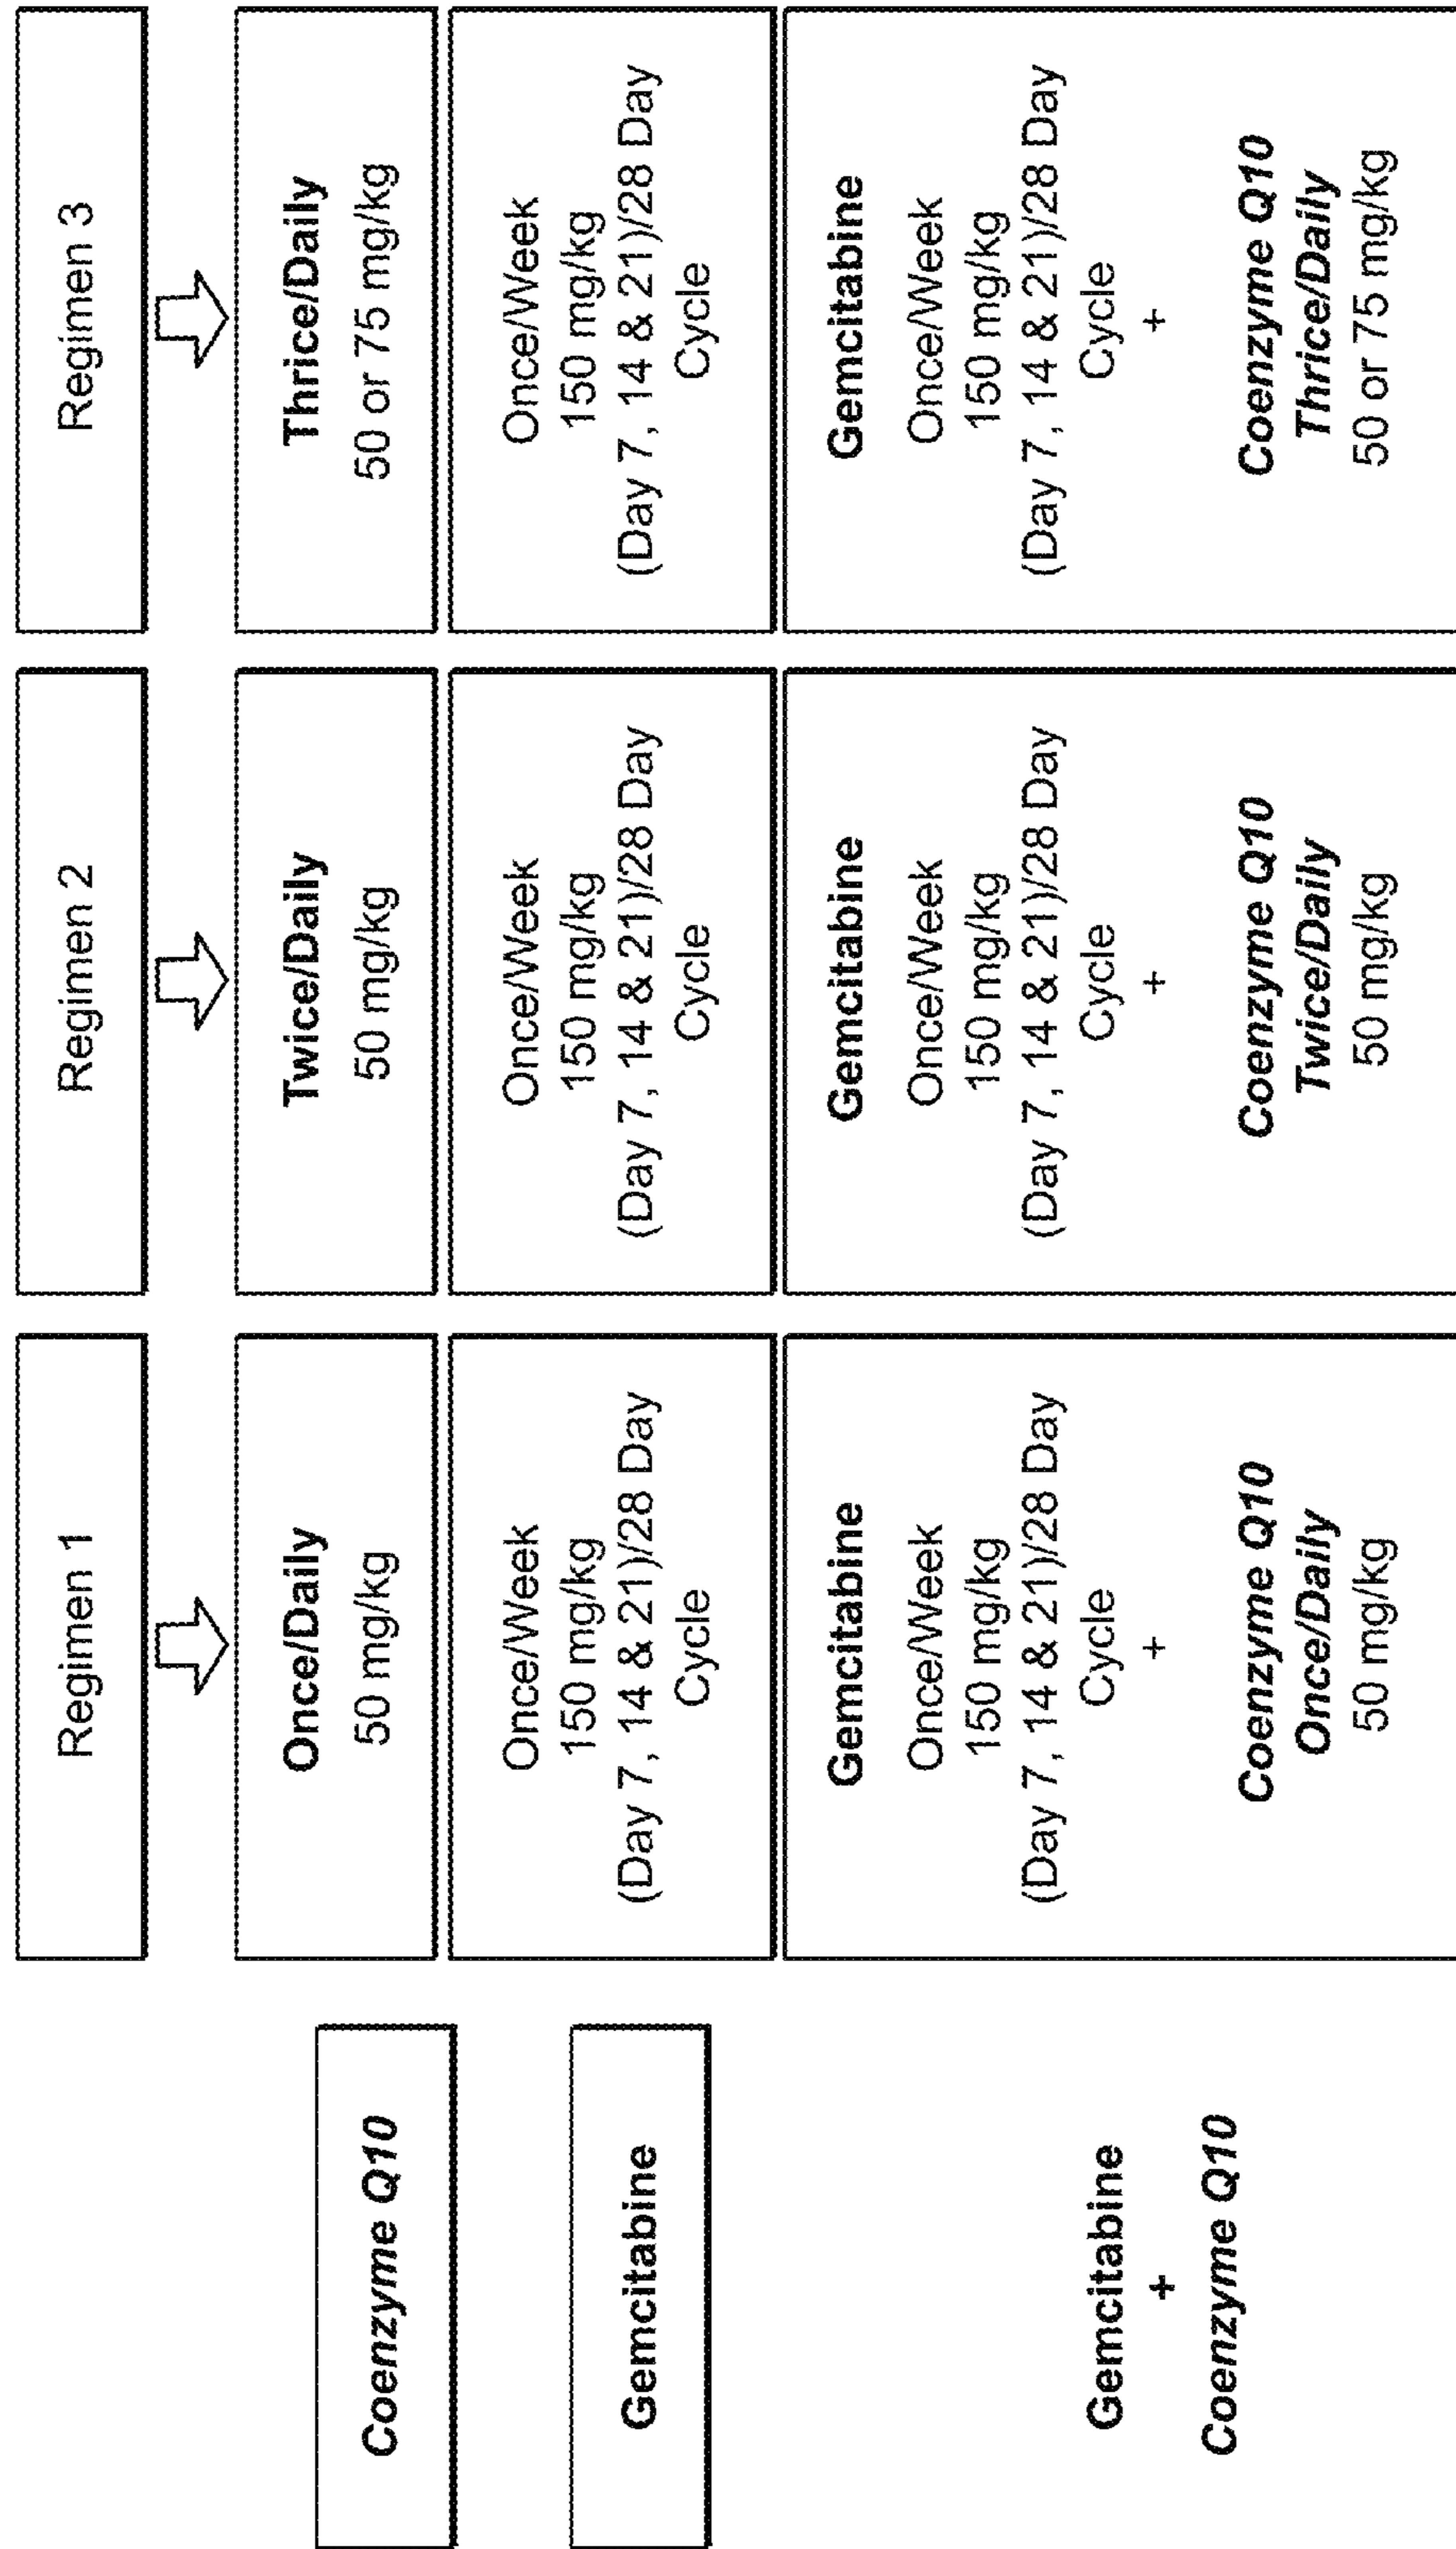 Regimen 1
Regimen 2
Regimen 3
Coenzyme Q10
Once/Daily
50 mg/kg
Twice/Daily
50 mg/kg
Thrice/Daily
50 or 75 mg/kg
Gemcitabine
Once/Week
150 mg/kg
(Day 7, 14 & 21)/28 Day
Cycle
Once/Week
150 mg/kg
(Day 7, 14 & 21)/28 Day
Cycle
Once/Week
150 mg/kg
(Day 7, 14 & 21)/28 Day
Cycle
Gemcitabine
+
Coenzyme Q10
Gemcitabine
Once/Week
150 mg/kg
(Day 7, 14 & 21)/28 Day
Cycle
+
Coenzyme Q10
Once/Daily
50 mg/kg
Gemcitabine
Once/Week
150 mg/kg
(Day 7, 14 & 21)/28 Day
Cycle
+
Coenzyme Q10
Twice/Daily
50 mg/kg
Gemcitabine
Once/Week
150 mg/kg
(Day 7, 14 & 21)/28 Day
Cycle
+
Coenzyme Q10
Thrice/Daily
50 or 75 mg/kg